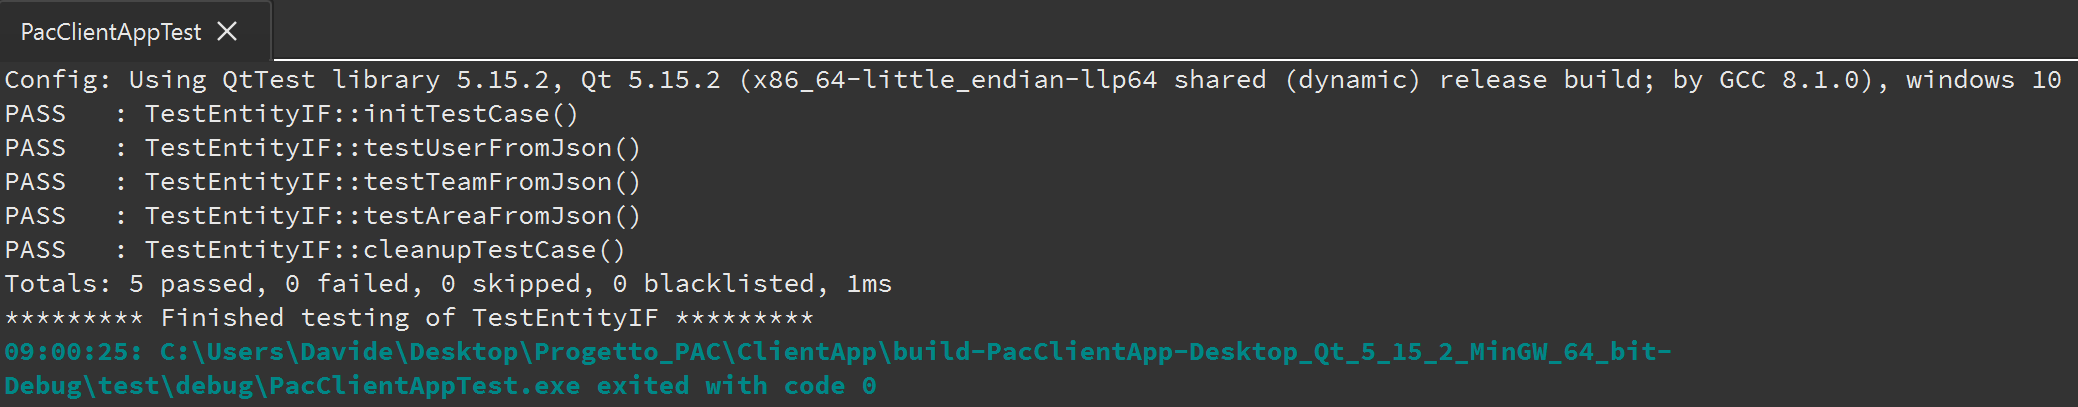 PacClientAppTest
Config: Using QtTest library 5.15.2, Qt 5.15.2 (x86_64-little_endian-llp64 shared (dynamic) release build; by GCC 8.1.0), windows 10
PASS   : TestEntityIF::initTestCase()
PASS   : TestEntityIF::testUserFromJson()
PASS   : TestEntityIF::testTeamFromJson()
PASS   : TestEntityIF::testAreaFromJson()
PASS   : TestEntityIF::cleanupTestCase()
Totals: 5 passed, 0 failed, 0 skipped, 0 blacklisted, 1ms
********* Finished testing of TestEntityIF *********
09:00:25: C:\Users\Davide\Desktop\Progetto_PAC\ClientApp\build-PacClientApp-Desktop_Qt_5_15_2_MinGW_64_bit-
Debug\test\debug\PacClientAppTest.exe exited with code 0